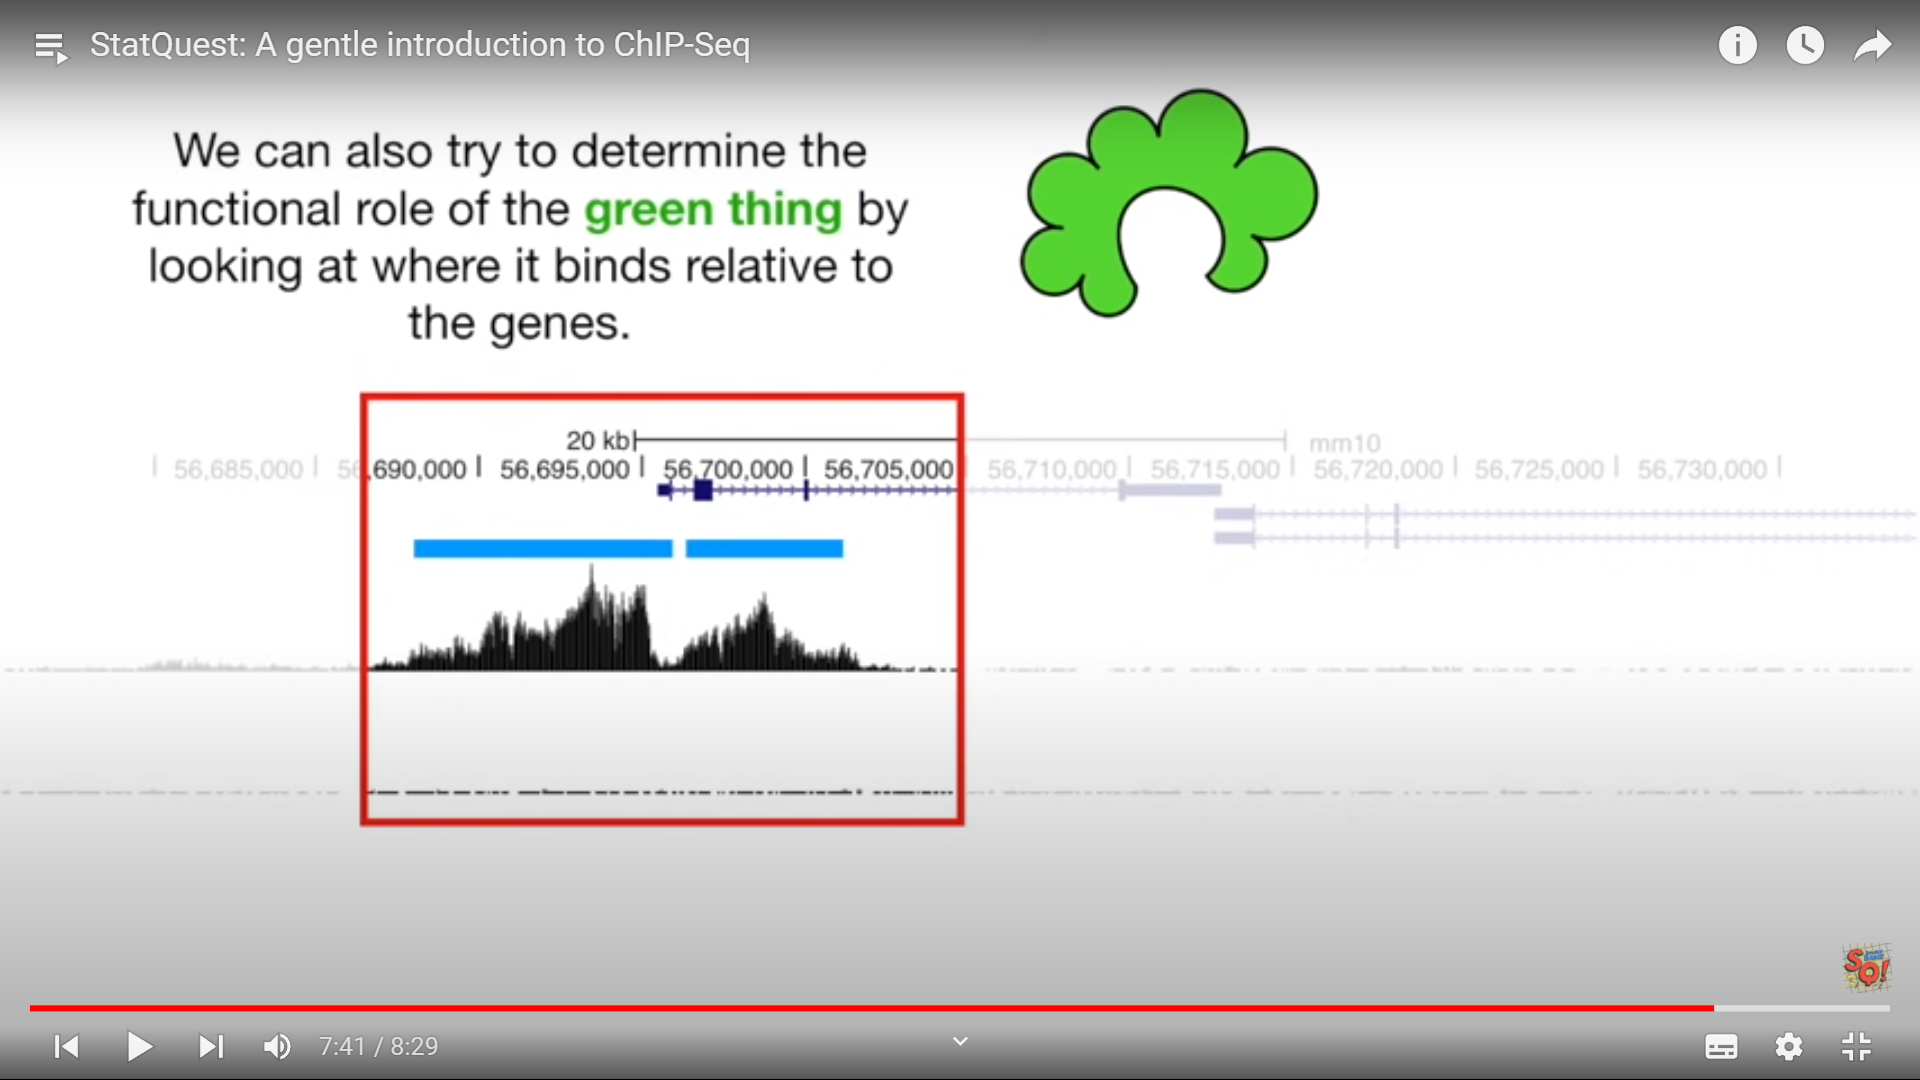 StatQuest: A gentle introduction to ChIP-Seq
We can also try to determine the
functional role of the green thing by
looking at where it binds relative to
the genes.
20 kb mm10
56,685,000 56,690,000 56,695,000 56,700,000 56,705,000 56,710,000 56,715,000 56,720,000 56,725,000 56,730,000
SQ!
7:41 / 8:29